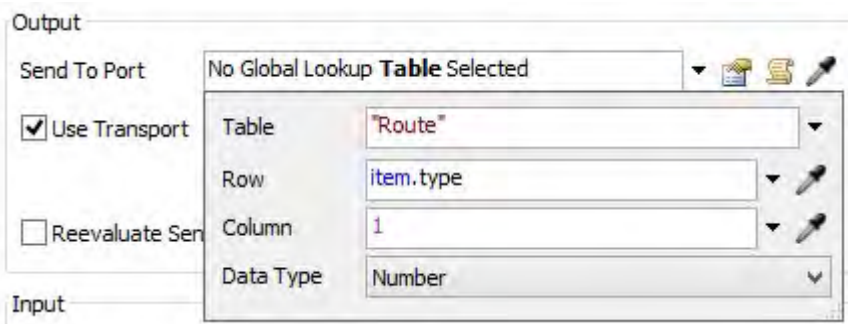 Output
Send To Port No Global Lookup Table Selected
Use Transport
Table "Route"
Row item.type
Reevaluate Sen
Column 1
Data Type Number
Input